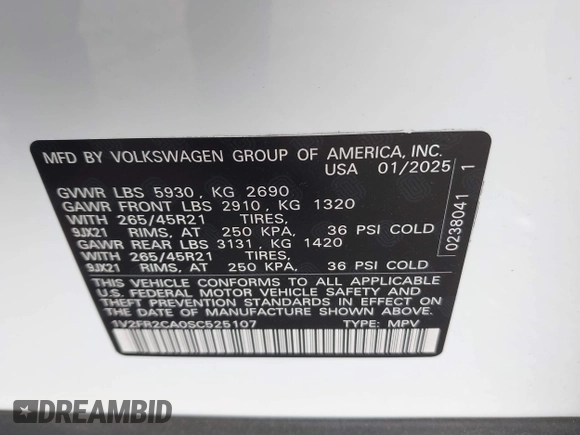 MFD BY VOLKSWAGEN GROUP OF AMERICA, INC.
USA 01/2025
GVWR LBS 5930 , KG 2690
GAWR FRONT LBS 2910 , KG 1320
WITH 265/45R21 TIRES,
9JX21 RIMS, AT 250 KPA, 36 PSI COLD
GAWR REAR LBS 3131 , KG 1420
WITH 265/45R21 TIRES,
9JX21 RIMS, AT 250 KPA, 36 PSI COLD
THIS VEHICLE CONFORMS TO ALL APPLICABLE
U.S. FEDERAL MOTOR VEHICLE SAFETY AND
THEFT PREVENTION STANDARDS IN EFFECT ON
THE DATE OF MANUFACTURE SHOWN ABOVE.
1V2FR2CA0SC525107 TYPE: MPV
0238041 1
DREAMBID